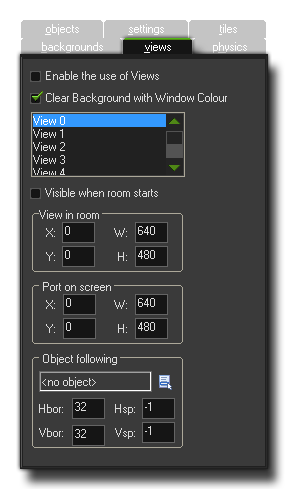 objects settings tiles
backgrounds views physics
Enable the use of Views
Clear Background with Window Colour
View 0
View 1
View 2
View 3
View 4
Visible when room starts
View in room
X: 0 W: 640
Y: 0 H: 480
Port on screen
X: 0 W: 640
Y: 0 H: 480
Object following
<no object>
Hbor: 32 Hsp: -1
Vbor: 32 Vsp: -1